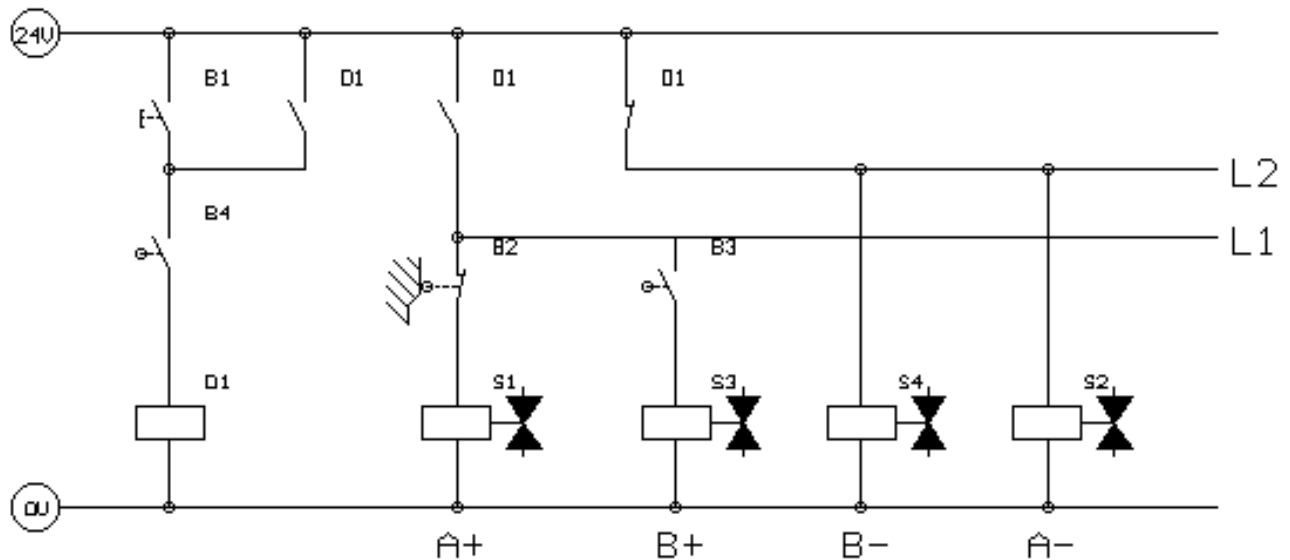 24V
B1 D1 D1 D1
L2
B4
L1
B2 B3
D1 S1 S3 S4 S2
0V
A+ B+ B- A-